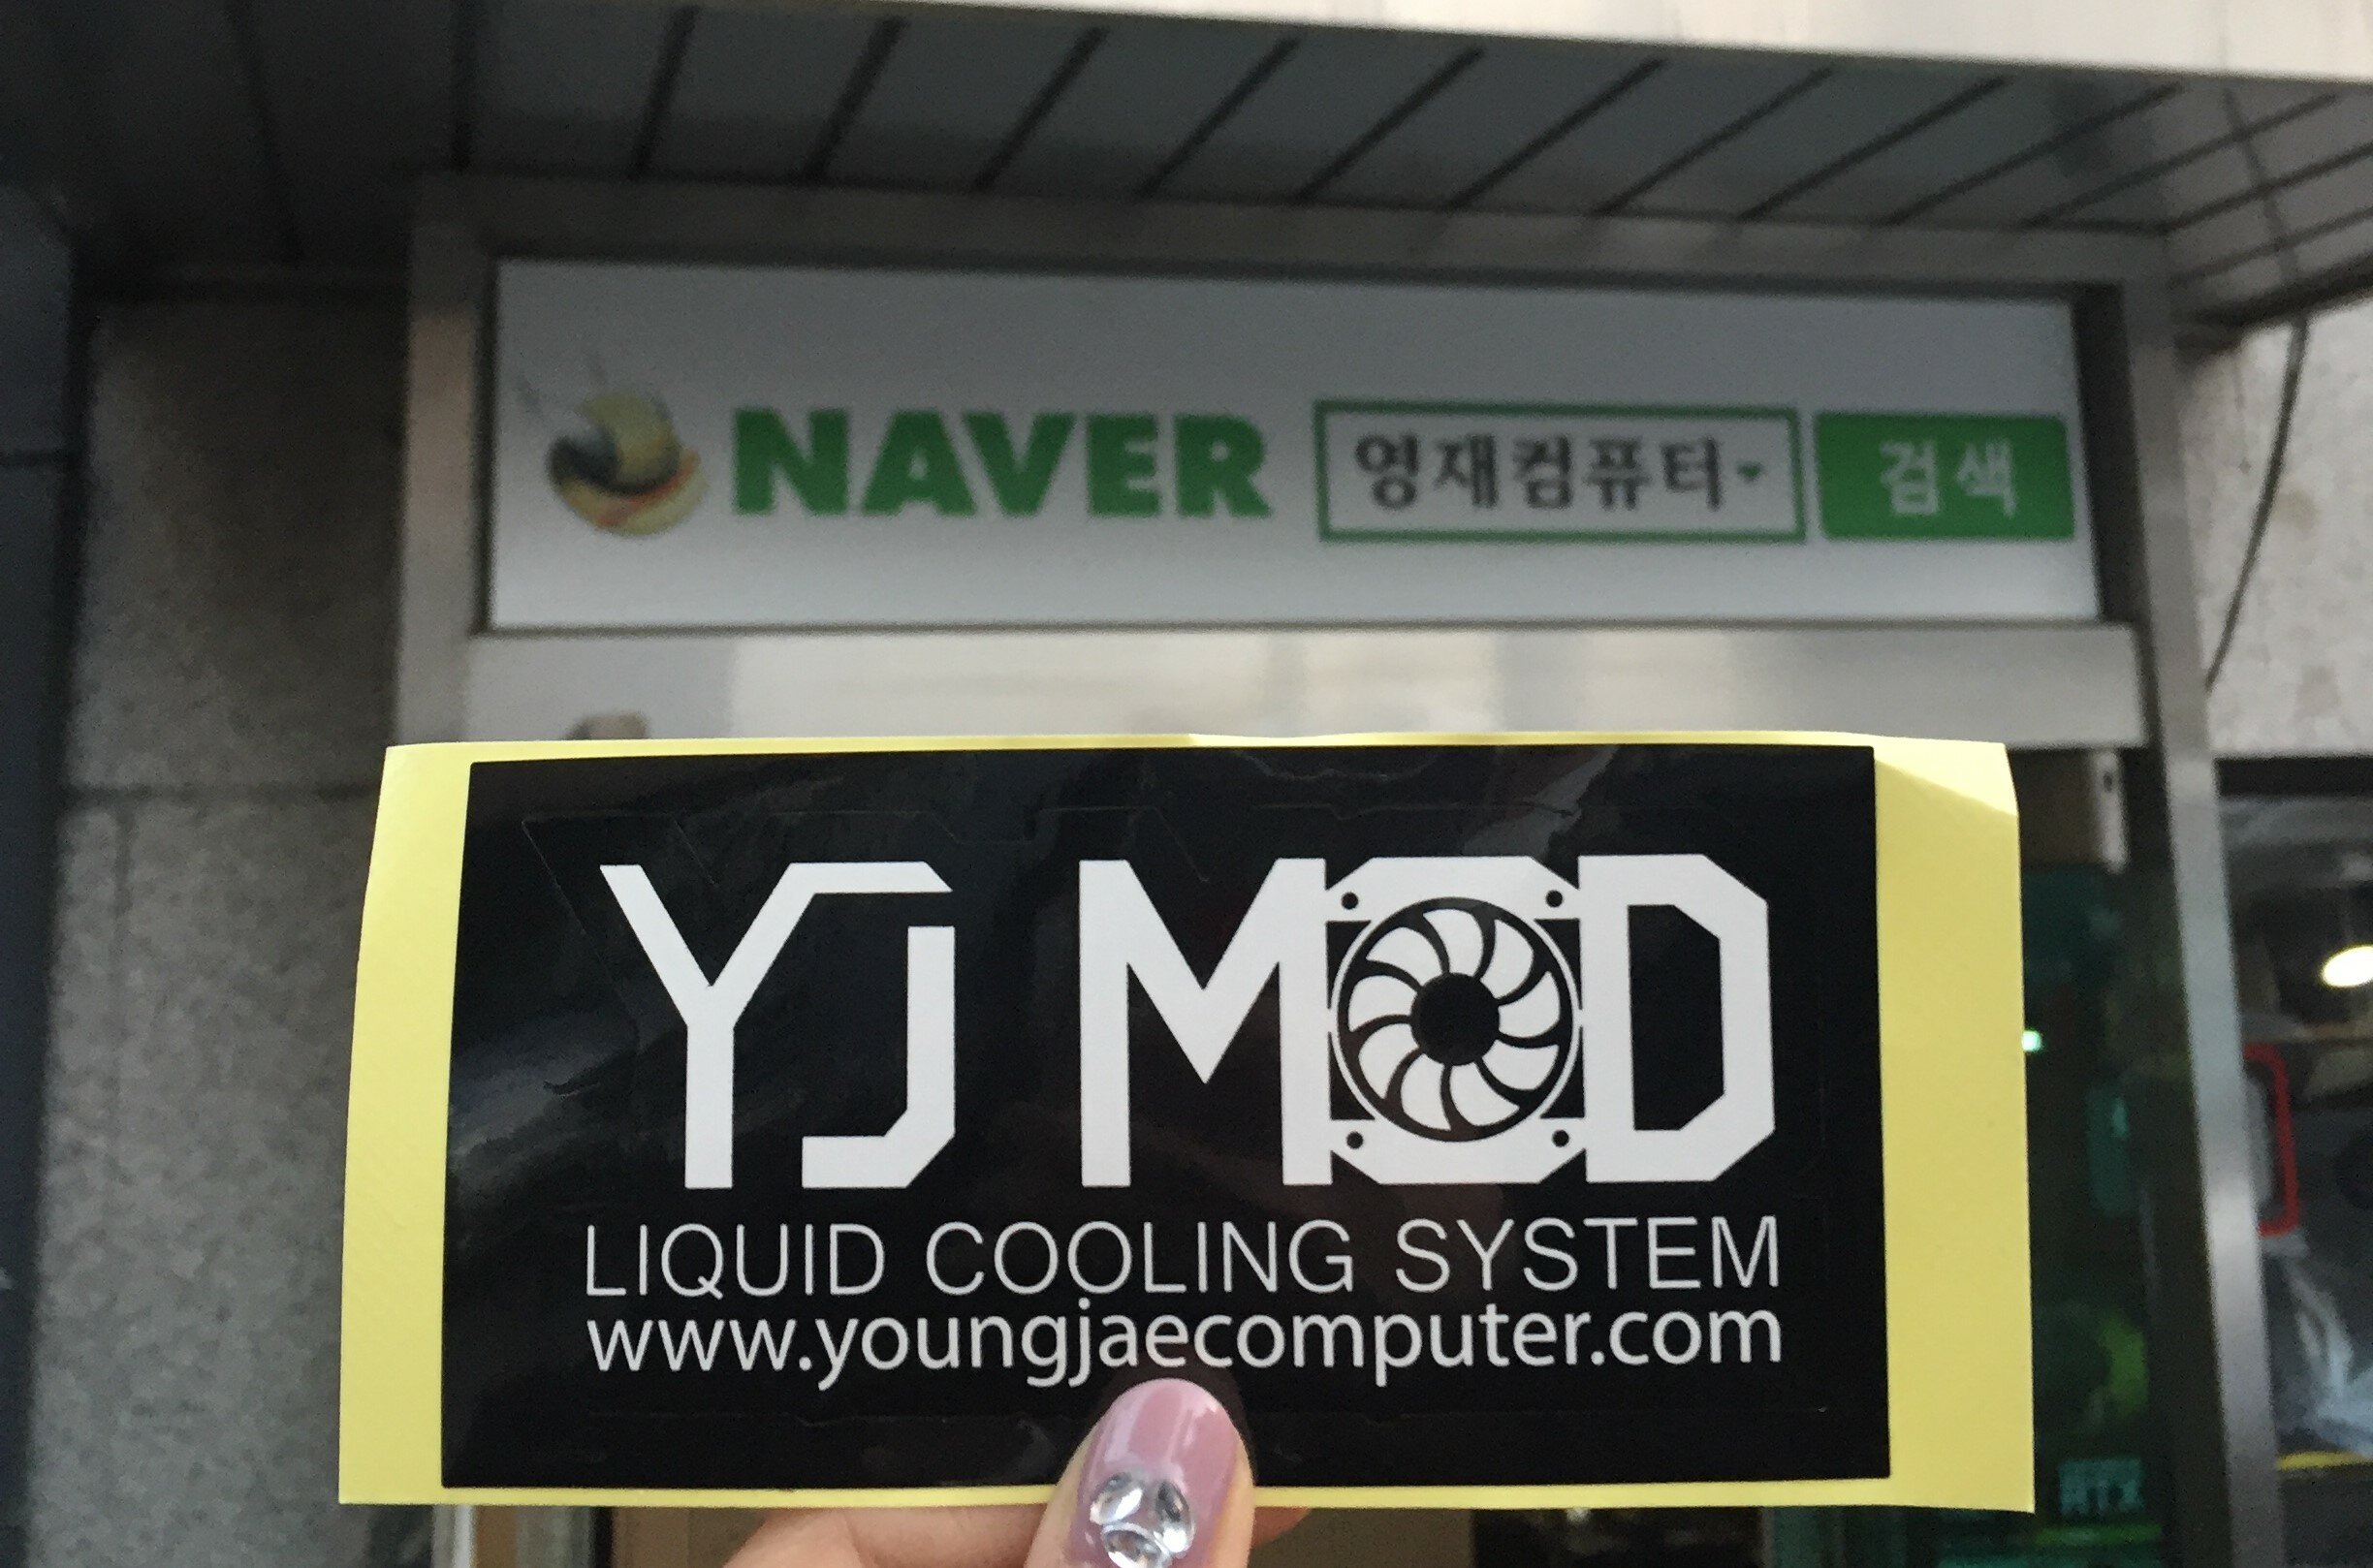 NAVER 영재컴퓨터 검색
YJ MOD
LIQUID COOLING SYSTEM
www.youngjaecomputer.com